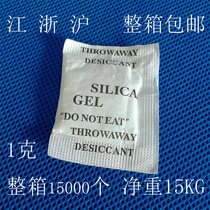 江 浙 沪 整箱包邮
THROWAWAY
DESICCANT
SILICA
GEL
"DO NOT EAT"
THROWAWAY
DESICCANT
1克
整箱15000个 净重15KG